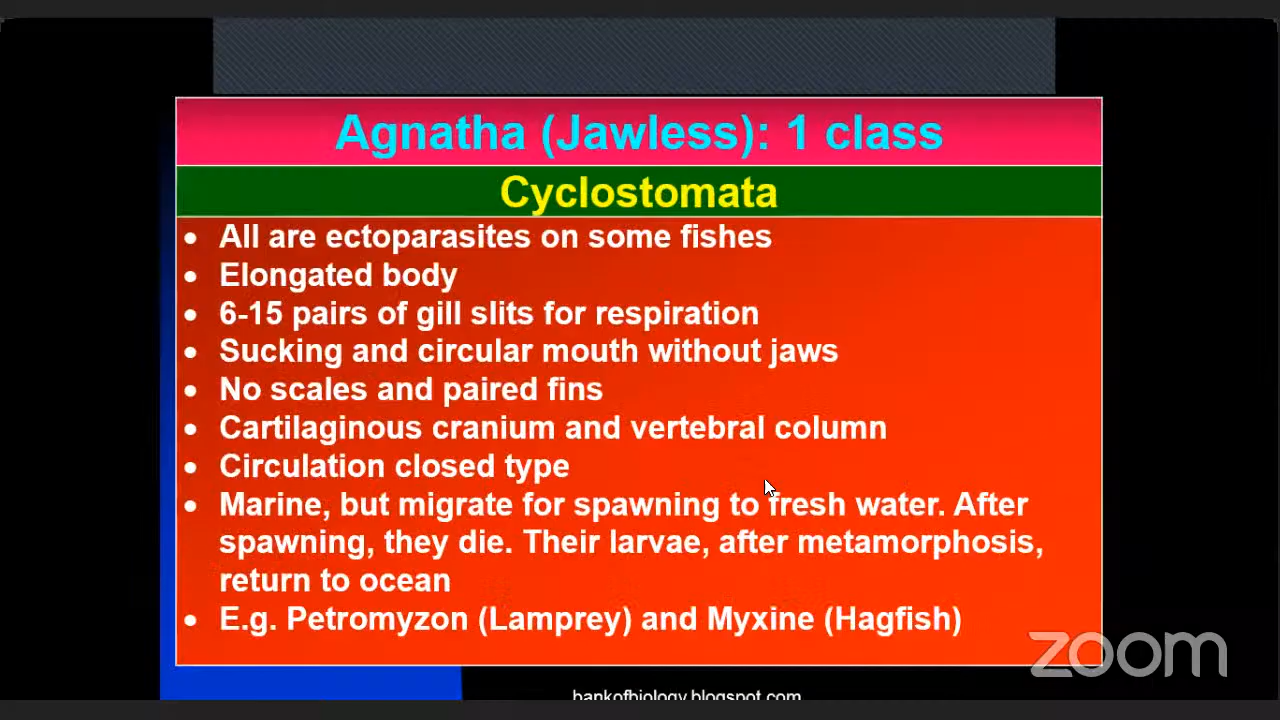 Agnatha (Jawless): 1 class
Cyclostomata
• All are ectoparasites on some fishes
• Elongated body
• 6-15 pairs of gill slits for respiration
• Sucking and circular mouth without jaws
• No scales and paired fins
• Cartilaginous cranium and vertebral column
• Circulation closed type
• Marine, but migrate for spawning to fresh water. After
spawning, they die. Their larvae, after metamorphosis,
return to ocean
• E.g. Petromyzon (Lamprey) and Myxine (Hagfish)
zoom
bankofbiology.blogspot.com